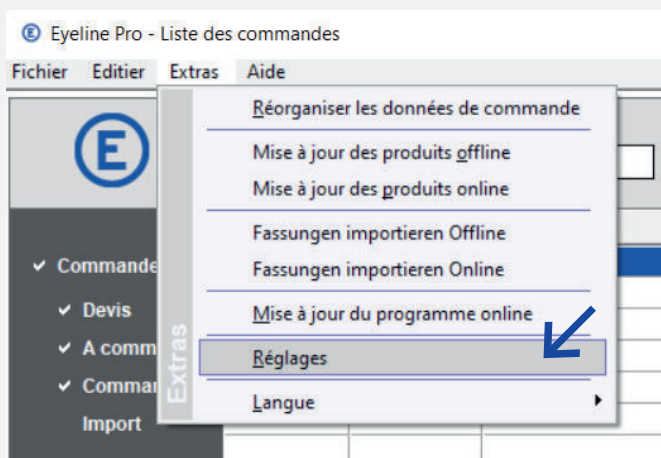 E Eyeline Pro - Liste des commandes
Fichier Editier Extras Aide
E
Réorganiser les données de commande
Mise à jour des produits offline
Mise à jour des produits online
Fassungen importieren Offline
Fassungen importieren Online
Mise à jour du programme online
Réglages
Langue
Extras
Commande
Devis
A comm
Comman
Import